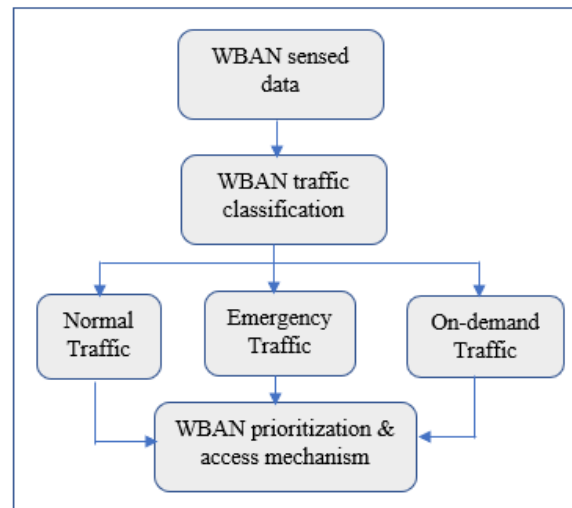 WBAN sensed
data
WBAN traffic
classification
Normal
Traffic
Emergency
Traffic
On-demand
Traffic
WBAN prioritization &
access mechanism